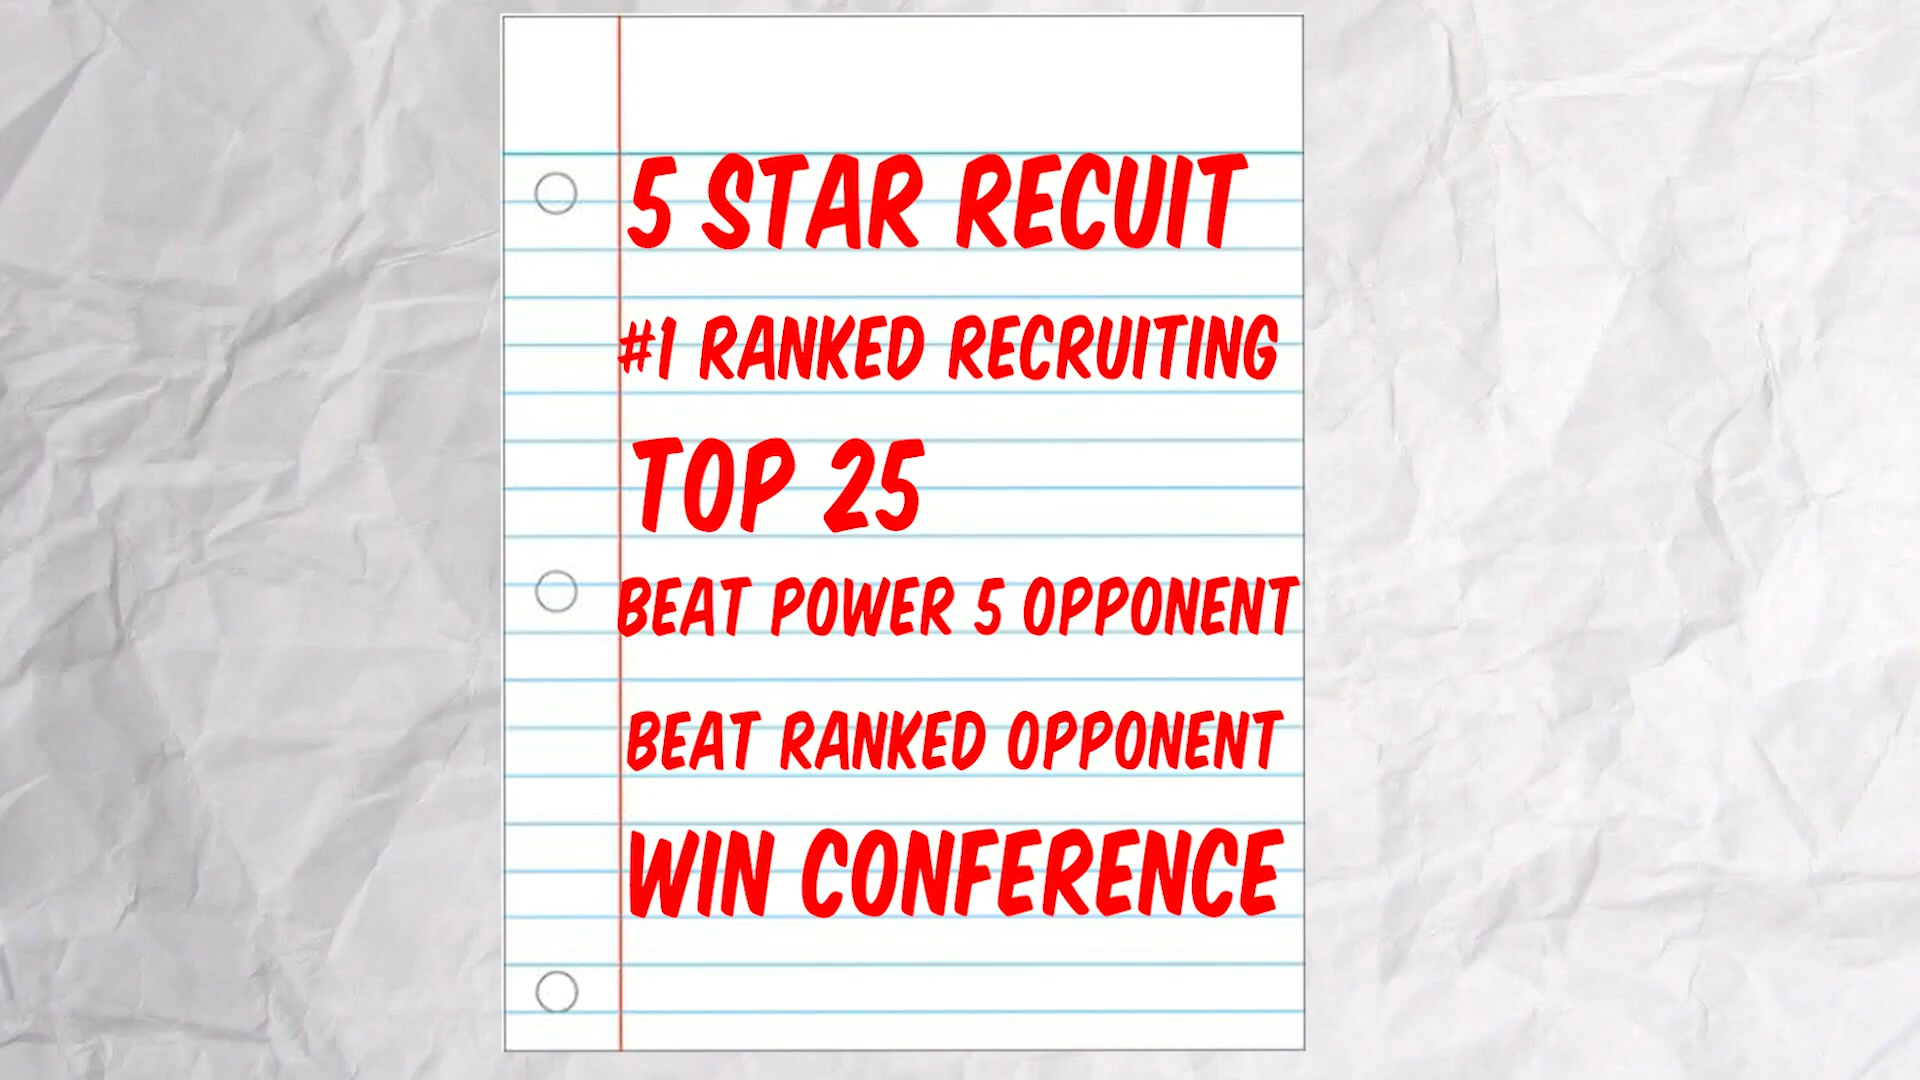 5 STAR RECUIT
#1 RANKED RECRUITING
TOP 25
BEAT POWER 5 OPPONENT
BEAT RANKED OPPONENT
WIN CONFERENCE